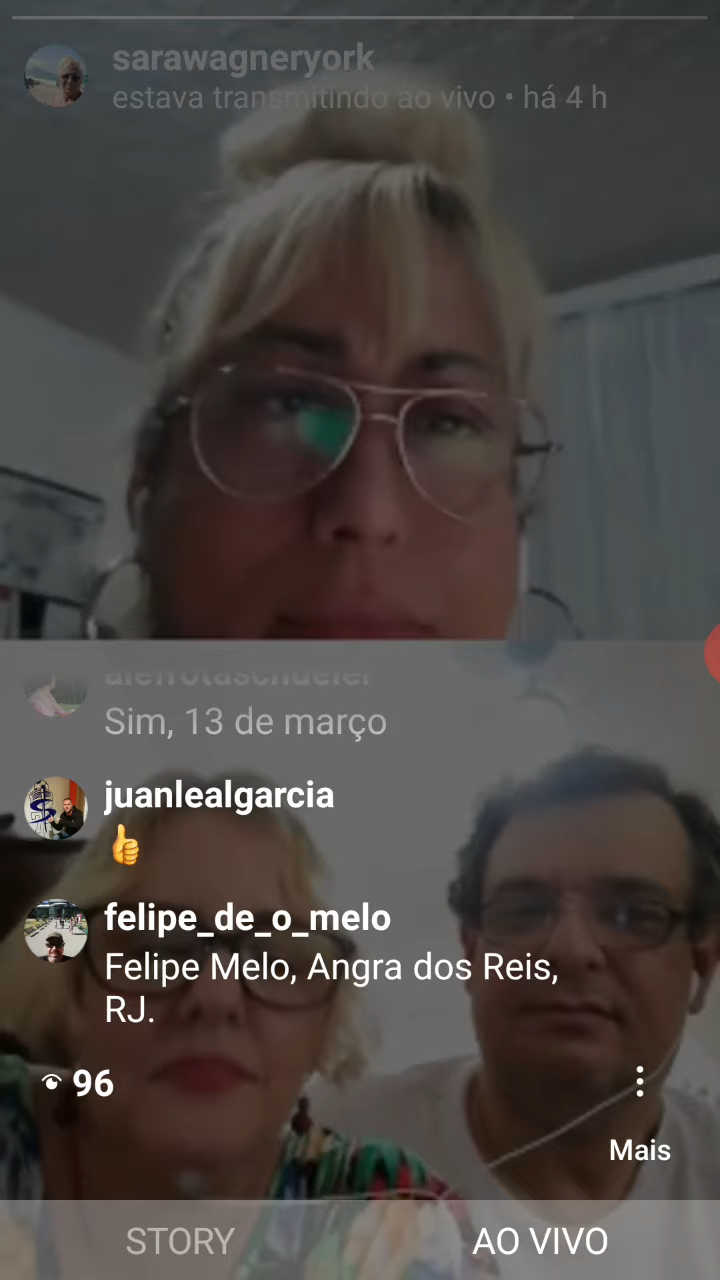 sarawagneryork
estava transmitindo ao vivo • há 4 h
Sim, 13 de março
juanlealgarcia
👍
felipe_de_o_melo
Felipe Melo, Angra dos Reis,
RJ.
96
Mais
STORY
AO VIVO